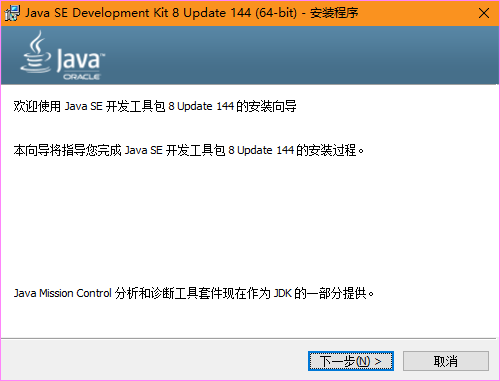 Java SE Development Kit 8 Update 144 (64-bit) - 安装程序
Java
ORACLE
欢迎使用 Java SE 开发工具包 8 Update 144 的安装向导
本向导将指导您完成 Java SE 开发工具包 8 Update 144 的安装过程。
Java Mission Control 分析和诊断工具套件现在作为 JDK 的一部分提供。
下一步(N) >
取消